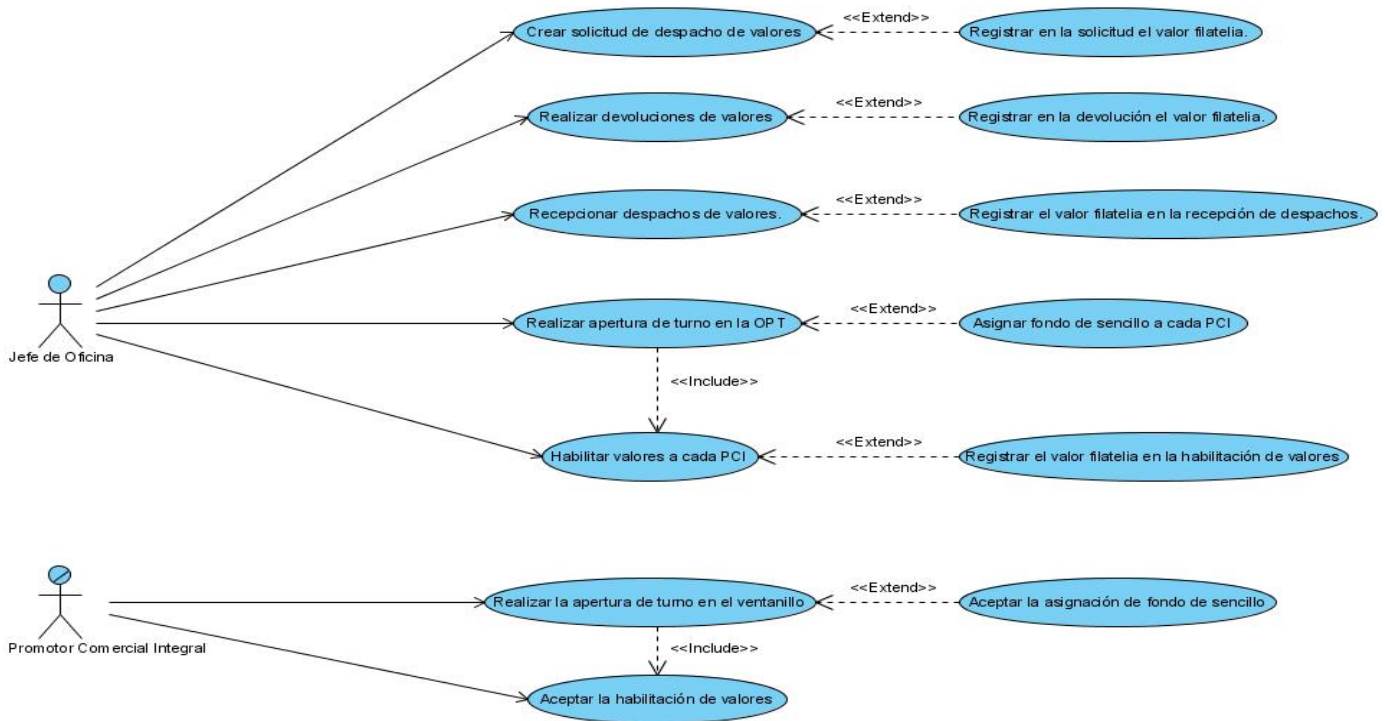 <<Extend>>
Crear solicitud de despacho de valores
Registrar en la solicitud el valor filatelia.
<<Extend>>
Realizar devoluciones de valores
Registrar en la devolución el valor filatelia.
<<Extend>>
Recepcionar despachos de valores.
Registrar el valor filatelia en la recepción de despachos.
<<Extend>>
Realizar apertura de turno en la OPT
Asignar fondo de sencillo a cada PCI
Jefe de Oficina
<<Include>>
<<Extend>>
Habilitar valores a cada PCI
Registrar el valor filatelia en la habilitación de valores
<<Extend>>
Realizar la apertura de turno en el ventanillo
Aceptar la asignación de fondo de sencillo
Promotor Comercial Integral
<<Include>>
Aceptar la habilitación de valores